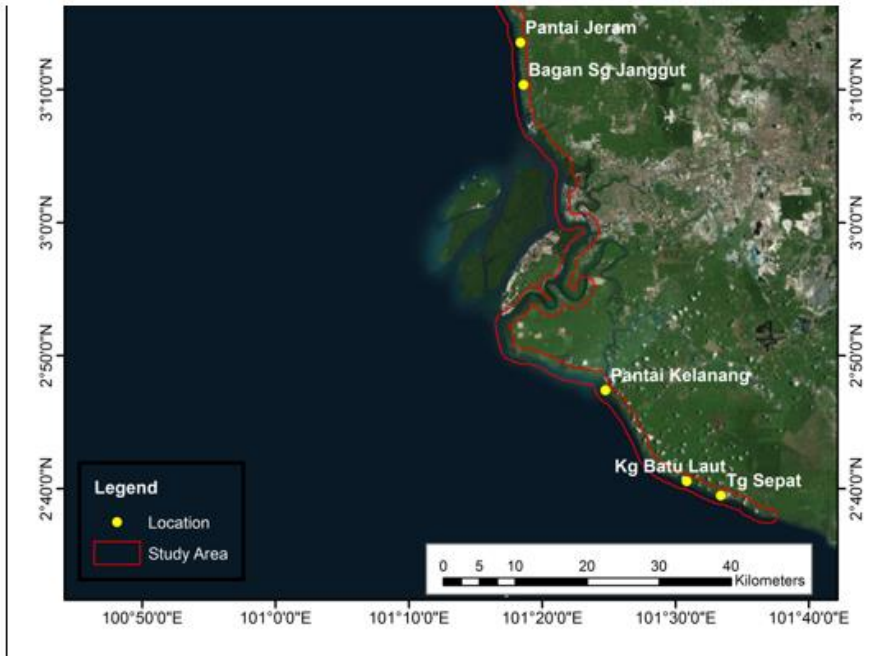 Pantai Jeram
Bagan Sg Janggut
3°10'0"N
3°10'0"N
3°0'0"N
3°0'0"N
2°50'0"N
2°50'0"N
Pantai Kelanang
Kg Batu Laut
Tg Sepat
2°40'0"N
2°40'0"N
Legend
Location
Study Area
0 5 10 20 30 40
Kilometers
100°50'0"E 101°0'0"E 101°10'0"E 101°20'0"E 101°30'0"E 101°40'0"E